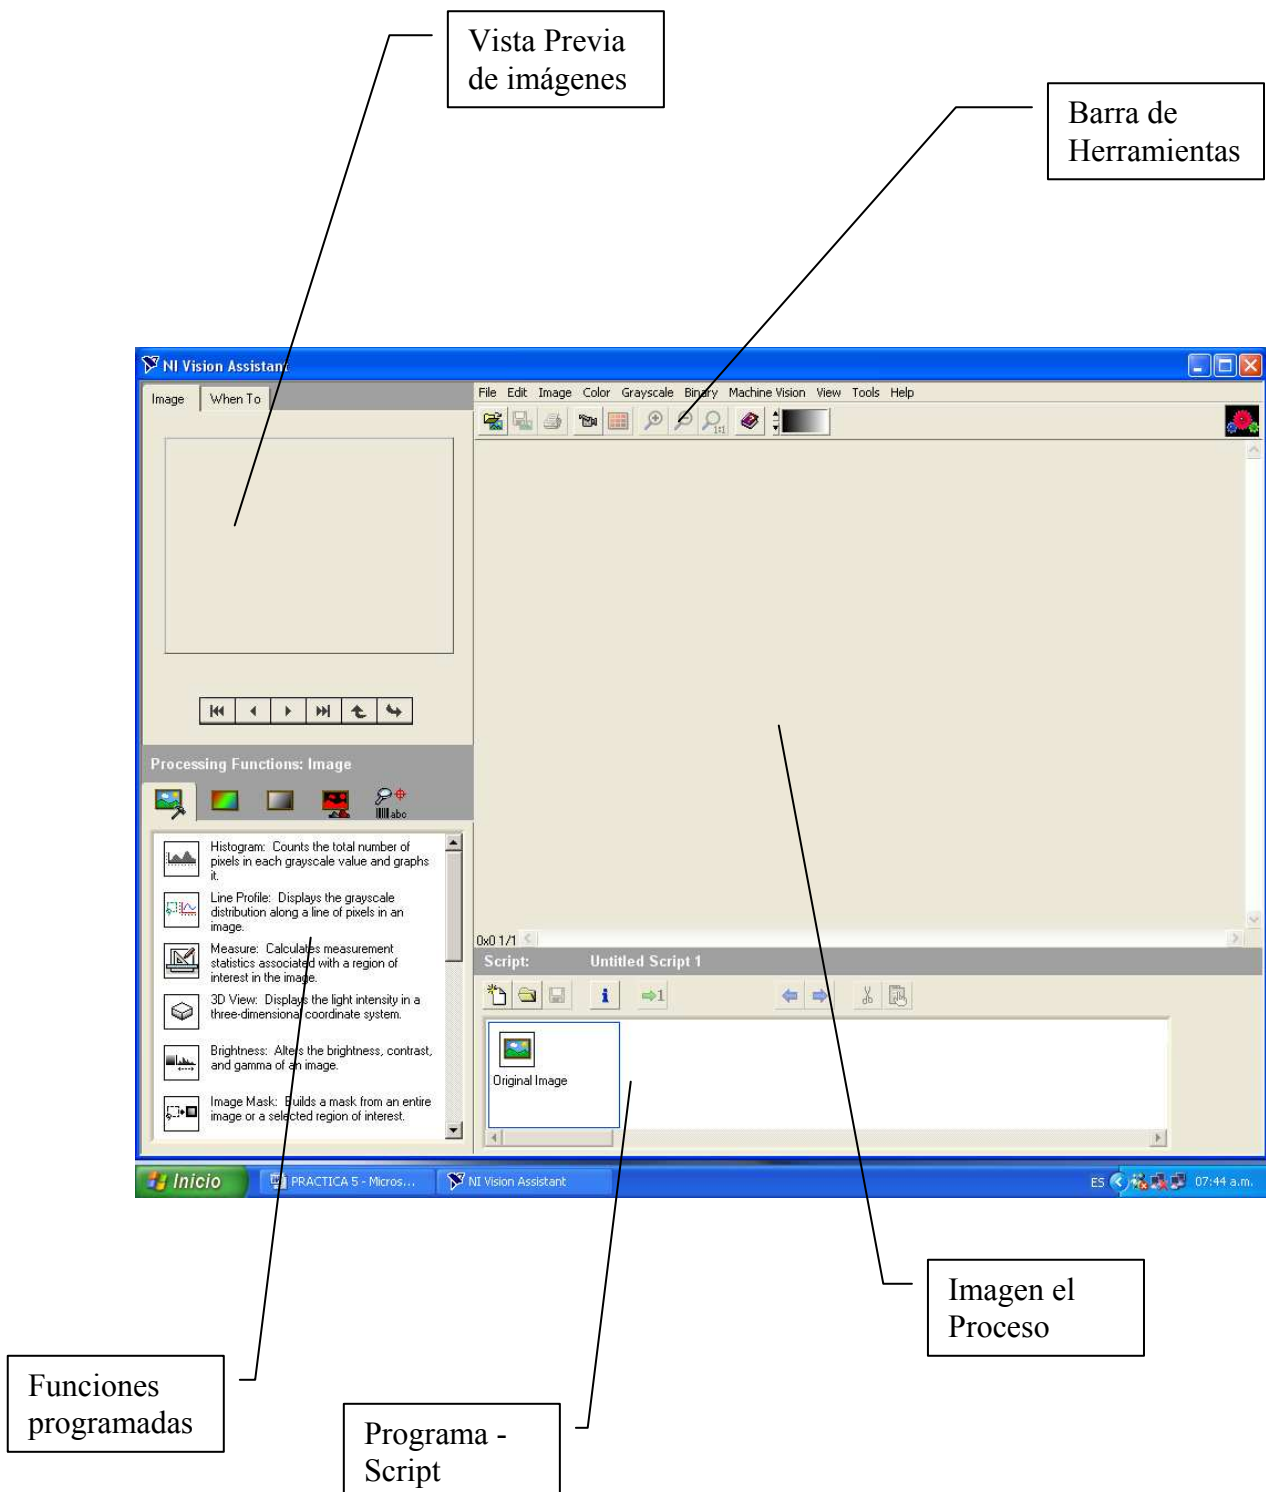 Vista Previa
de imágenes
Barra de
Herramientas
NI Vision Assistant
Image When To
File Edit Image Color Grayscale Binary Machine Vision View Tools Help
1:1
Processing Functions: Image
abc
Histogram: Counts the total number of
pixels in each grayscale value and graphs
it.
Line Profile: Displays the grayscale
distribution along a line of pixels in an
image.
Measure: Calculates measurement
statistics associated with a region of
interest in the image.
3D View: Displays the light intensity in a
three-dimensional coordinate system.
Brightness: Alters the brightness, contrast,
and gamma of an image.
Image Mask: Builds a mask from an entire
image or a selected region of interest.
0x0 1/1
Script: Untitled Script 1
i
1
Original Image
Inicio
PRACTICA 5 - Micros...
NI Vision Assistant
ES
07:44 a.m.
Imagen el
Proceso
Funciones
programadas
Programa -
Script